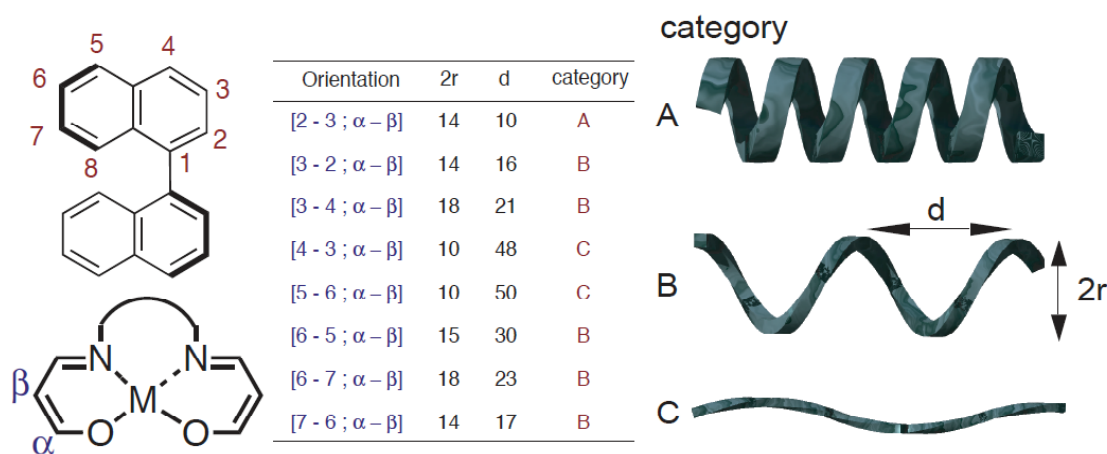 5
4
6
3
7
2
8
1
N
N
β
M
α
O
O
Orientation 2r d category
[2 - 3 ; α – β] 14 10 A
[3 - 2 ; α – β] 14 16 B
[3 - 4 ; α – β] 18 21 B
[4 - 3 ; α – β] 10 48 C
[5 - 6 ; α – β] 10 50 C
[6 - 5 ; α – β] 15 30 B
[6 - 7 ; α – β] 18 23 B
[7 - 6 ; α – β] 14 17 B
category
A
d
B
2r
C